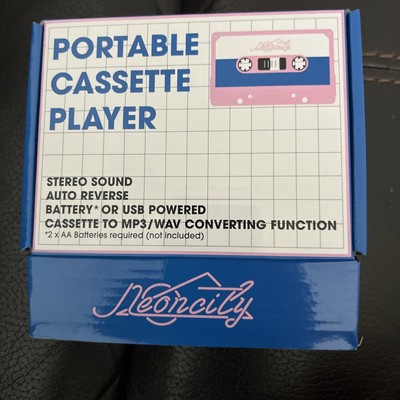 PORTABLE
CASSETTE
PLAYER
Neoncity
STEREO SOUND
AUTO REVERSE
BATTERY* OR USB POWERED
CASSETTE TO MP3/WAV CONVERTING FUNCTION
*2 x AA Batteries required (not included)
Neoncity